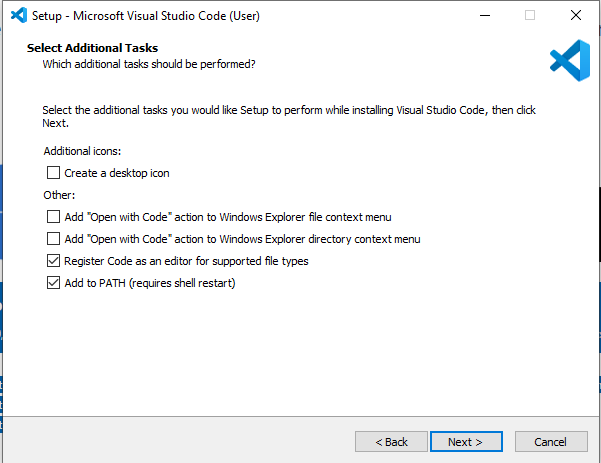 Setup - Microsoft Visual Studio Code (User)
Select Additional Tasks
Which additional tasks should be performed?
Select the additional tasks you would like Setup to perform while installing Visual Studio Code, then click
Next.
Additional icons:
Create a desktop icon
Other:
Add "Open with Code" action to Windows Explorer file context menu
Add "Open with Code" action to Windows Explorer directory context menu
Register Code as an editor for supported file types
Add to PATH (requires shell restart)
< Back
Next >
Cancel